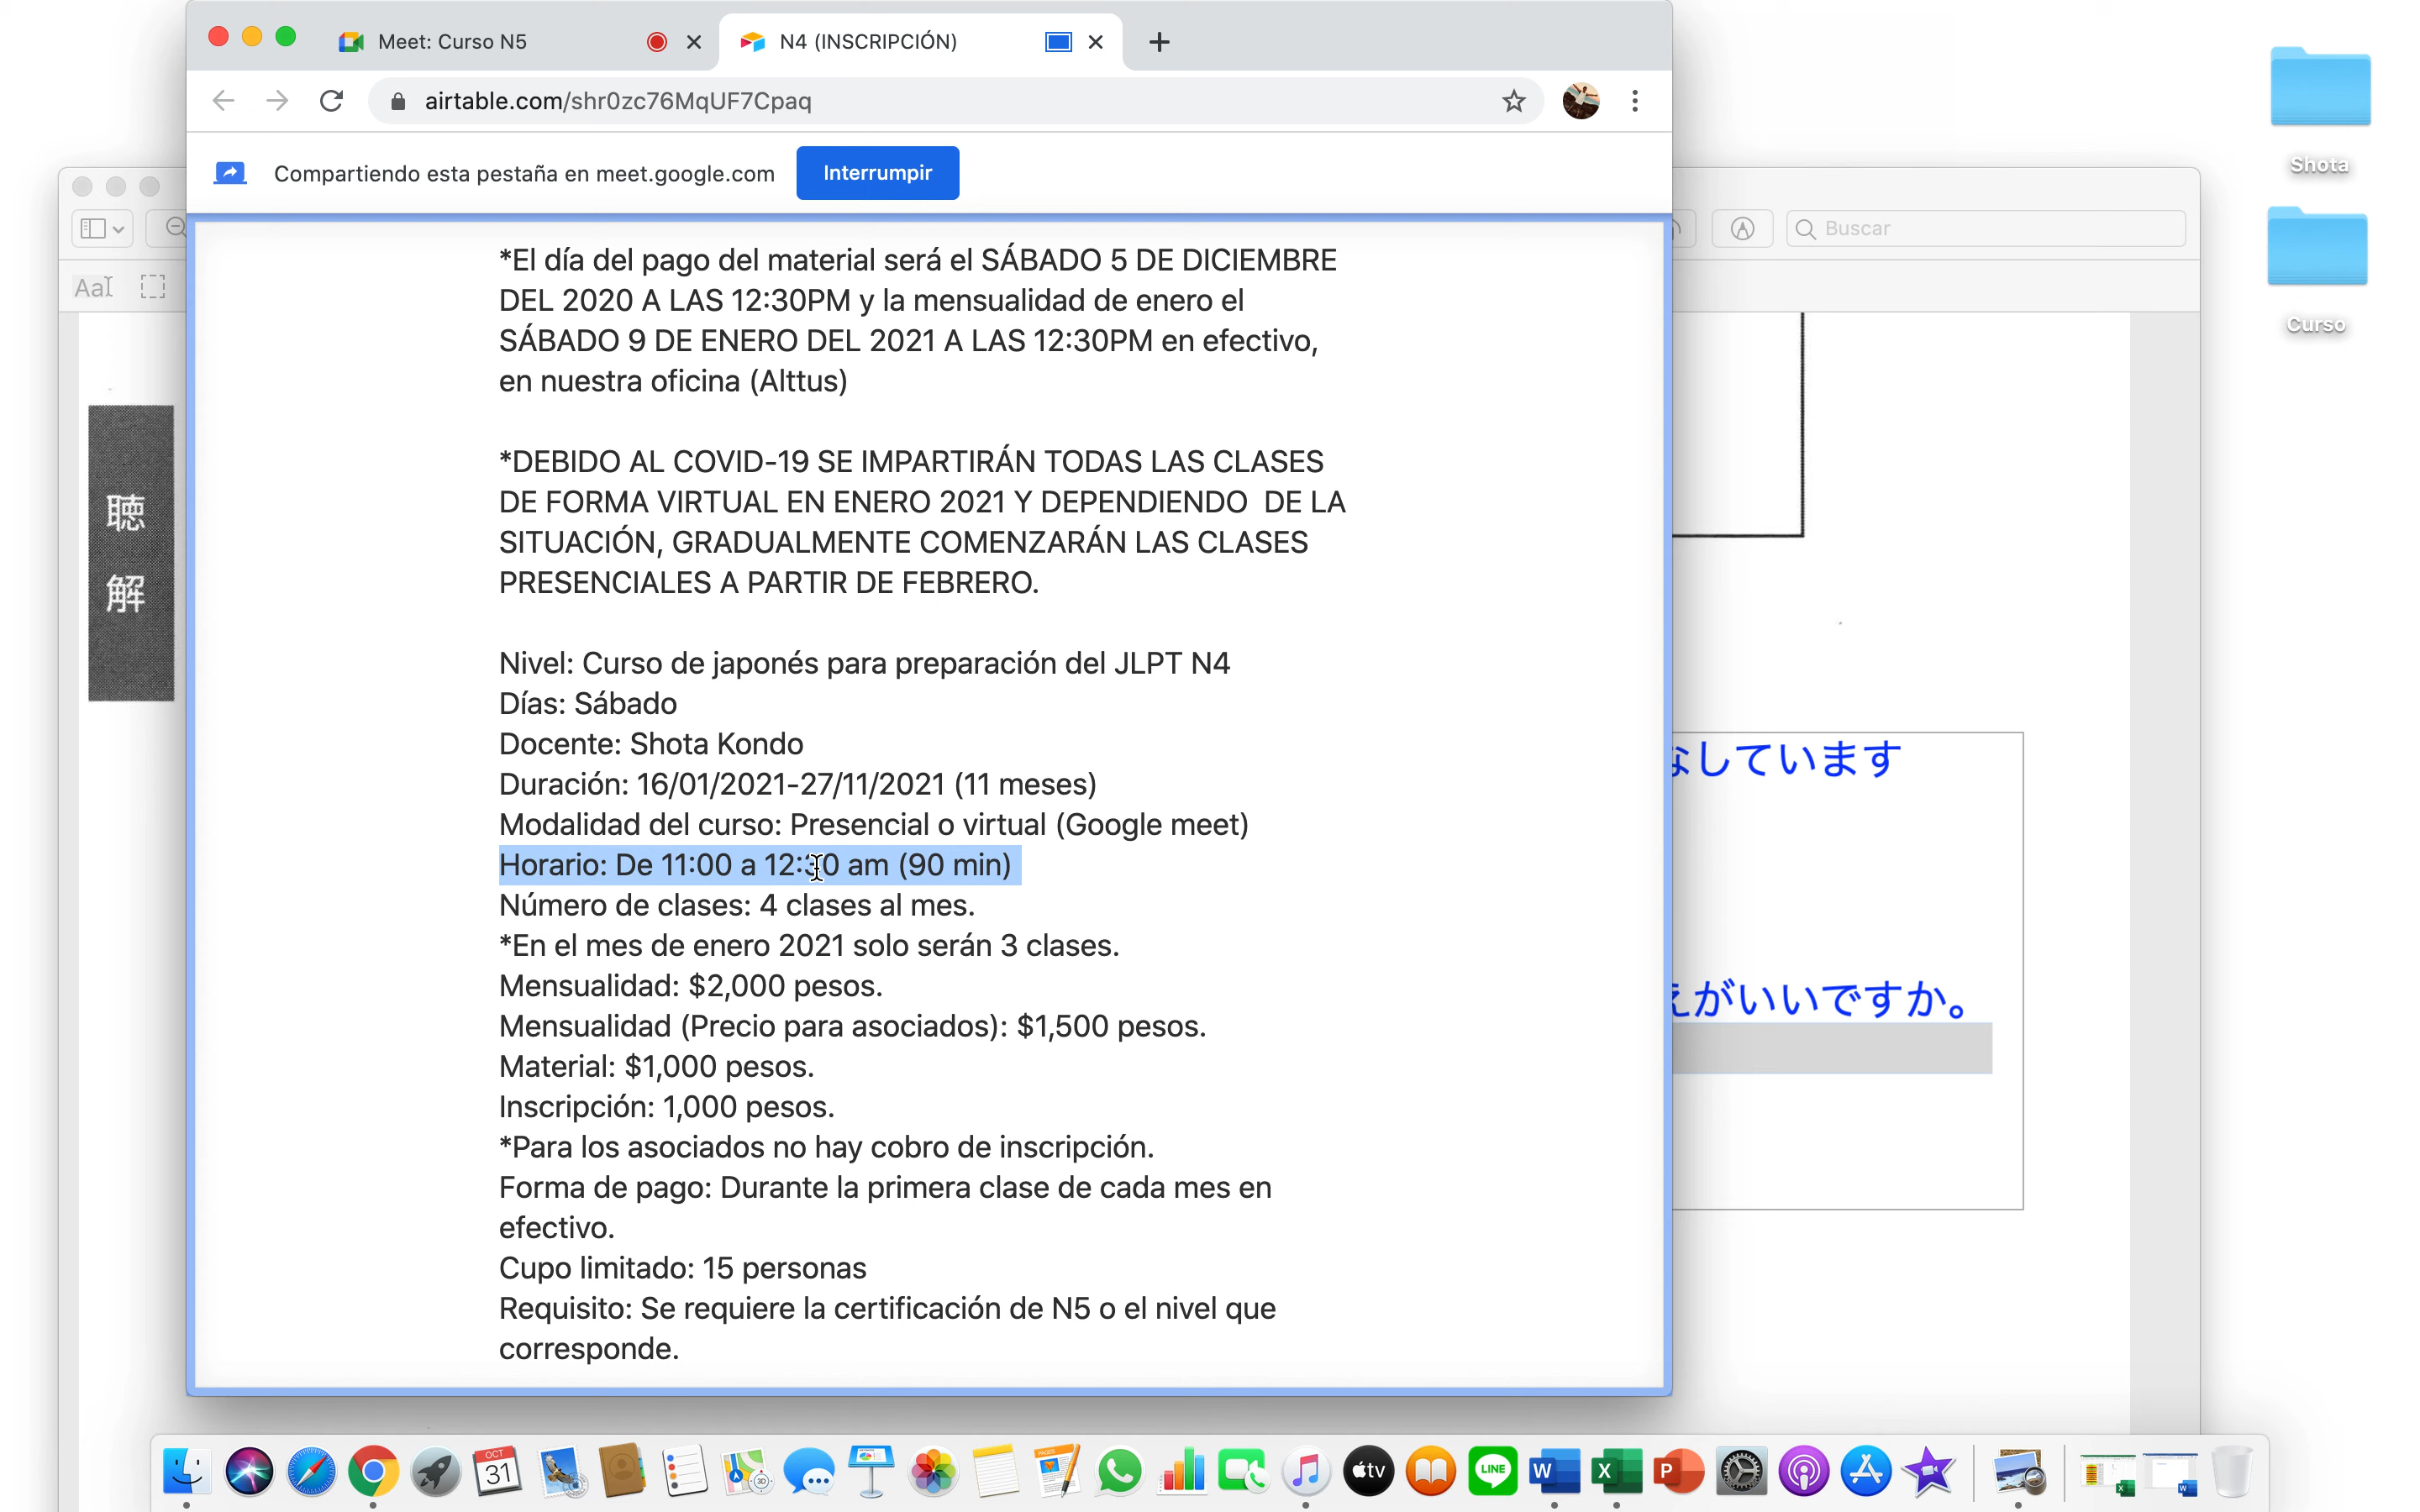 Meet: Curso N5
N4 (INSCRIPCIÓN)
airtable.com/shr0zc76MqUF7Cpaq
Compartiendo esta pestaña en meet.google.com
Interrumpir
*El día del pago del material será el SÁBADO 5 DE DICIEMBRE
DEL 2020 A LAS 12:30PM y la mensualidad de enero el
SÁBADO 9 DE ENERO DEL 2021 A LAS 12:30PM en efectivo,
en nuestra oficina (Alttus)
*DEBIDO AL COVID-19 SE IMPARTIRÁN TODAS LAS CLASES
DE FORMA VIRTUAL EN ENERO 2021 Y DEPENDIENDO  DE LA
SITUACIÓN, GRADUALMENTE COMENZARÁN LAS CLASES
PRESENCIALES A PARTIR DE FEBRERO.
Nivel: Curso de japonés para preparación del JLPT N4
Días: Sábado
Docente: Shota Kondo
Duración: 16/01/2021-27/11/2021 (11 meses)
Modalidad del curso: Presencial o virtual (Google meet)
Horario: De 11:00 a 12:30 am (90 min)
Número de clases: 4 clases al mes.
*En el mes de enero 2021 solo serán 3 clases.
Mensualidad: $2,000 pesos.
Mensualidad (Precio para asociados): $1,500 pesos.
Material: $1,000 pesos.
Inscripción: 1,000 pesos.
*Para los asociados no hay cobro de inscripción.
Forma de pago: Durante la primera clase de cada mes en
efectivo.
Cupo limitado: 15 personas
Requisito: Se requiere la certificación de N5 o el nivel que
corresponde.
Buscar
AaI
聴解
しています
がいいですか。
Shota
Curso
OCT
31
3D
PAGES
tv
LINE
W
X
P
X
W